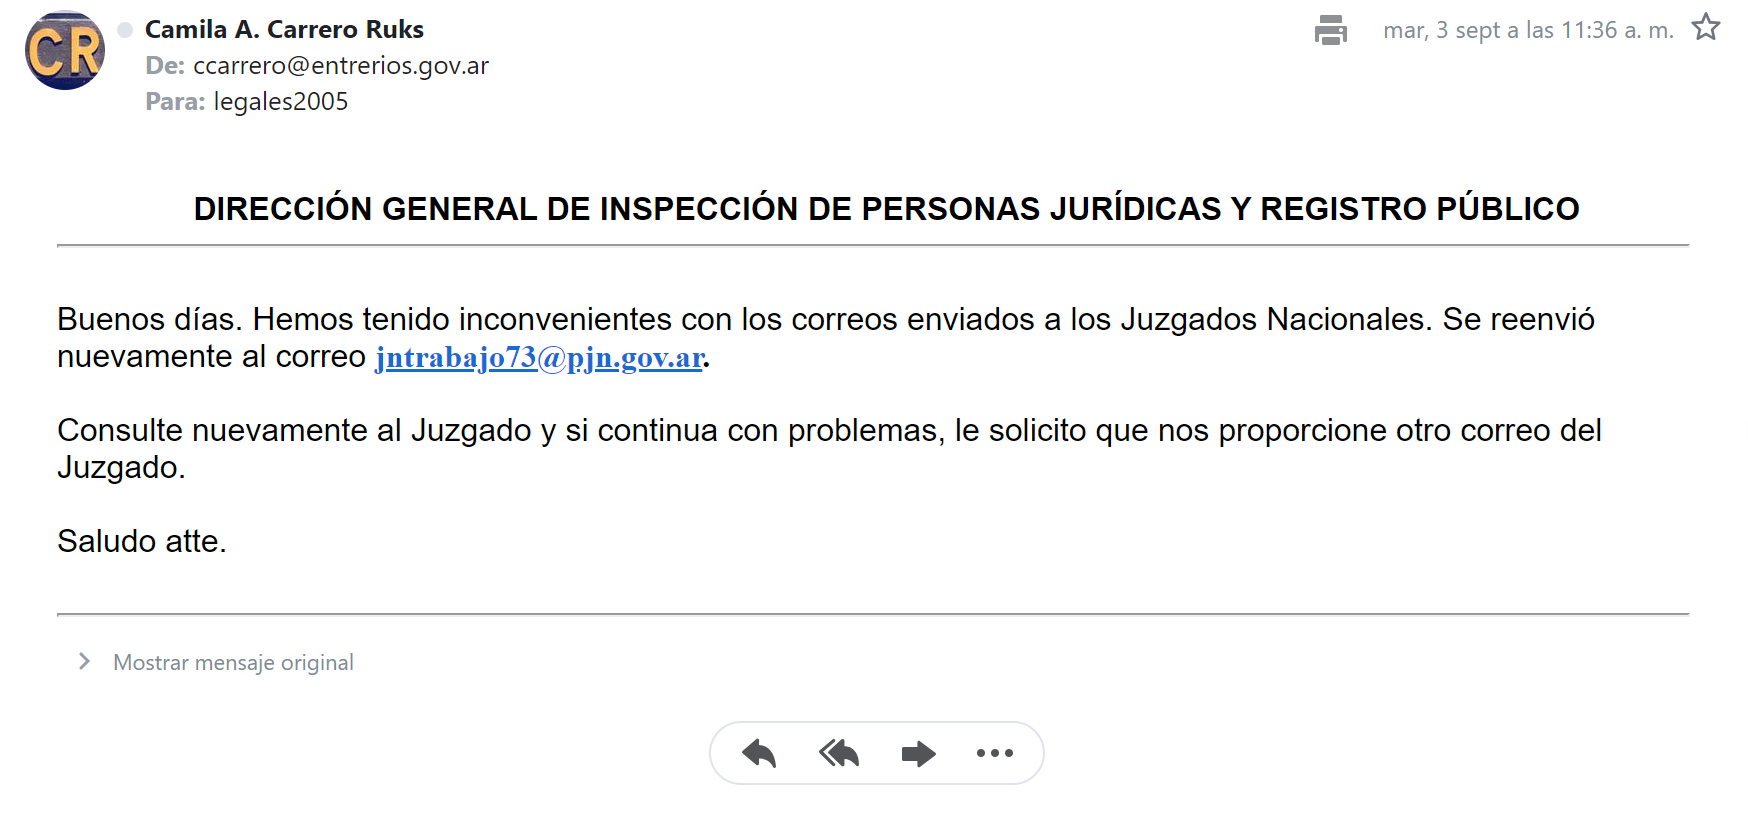 CR
Camila A. Carrero Ruks
mar, 3 sept a las 11:36 a. m.
De: ccarrero@entrerios.gov.ar
Para: legales2005
DIRECCIÓN GENERAL DE INSPECCIÓN DE PERSONAS JURÍDICAS Y REGISTRO PÚBLICO
Buenos días. Hemos tenido inconvenientes con los correos enviados a los Juzgados Nacionales. Se reenvió
nuevamente al correo jntrabajo73@pjn.gov.ar.
Consulte nuevamente al Juzgado y si continua con problemas, le solicito que nos proporcione otro correo del
Juzgado.
Saludo atte.
Mostrar mensaje original